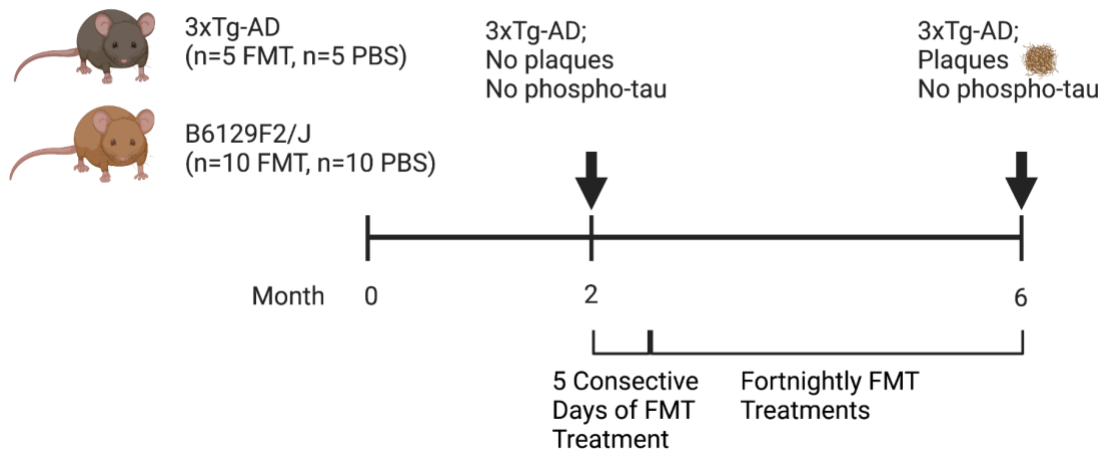 3xTg-AD
(n=5 FMT, n=5 PBS)
B6129F2/J
(n=10 FMT, n=10 PBS)
3xTg-AD;
No plaques
No phospho-tau
3xTg-AD;
Plaques
No phospho-tau
Month 0 2 6
5 Consective
Days of FMT
Treatment
Fortnightly FMT
Treatments